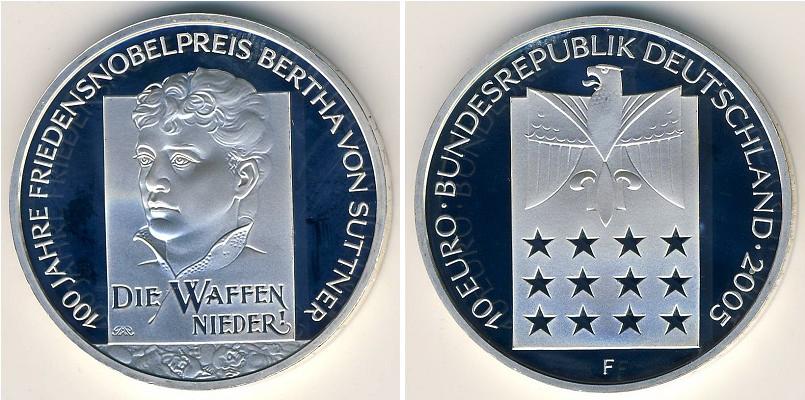 100 JAHRE FRIEDENSNOBELPREIS BERTHA VON SUTTNER
DIE WAFFEN
NIEDER!
10 EURO · BUNDESREPUBLIK DEUTSCHLAND · 2005
F